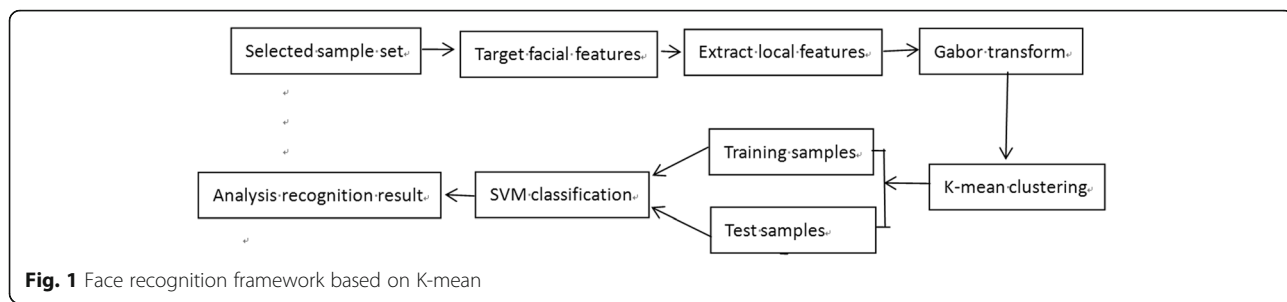 Selected sample set
Target facial features
Extract local features
Gabor transform
Training samples
K-mean clustering
Analysis recognition result
SVM classification
Test samples
Fig. 1 Face recognition framework based on K-mean